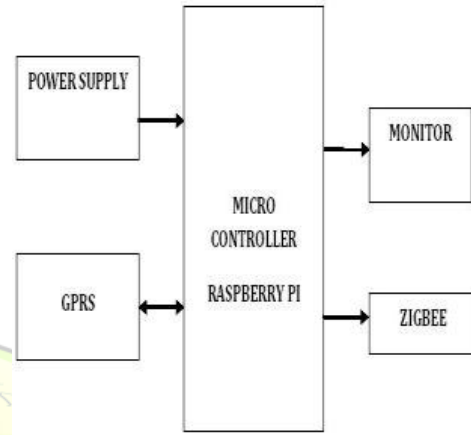 POWER SUPPLY
GPRS
MICRO
CONTROLLER
RASPBERRY PI
MONITOR
ZIGBEE